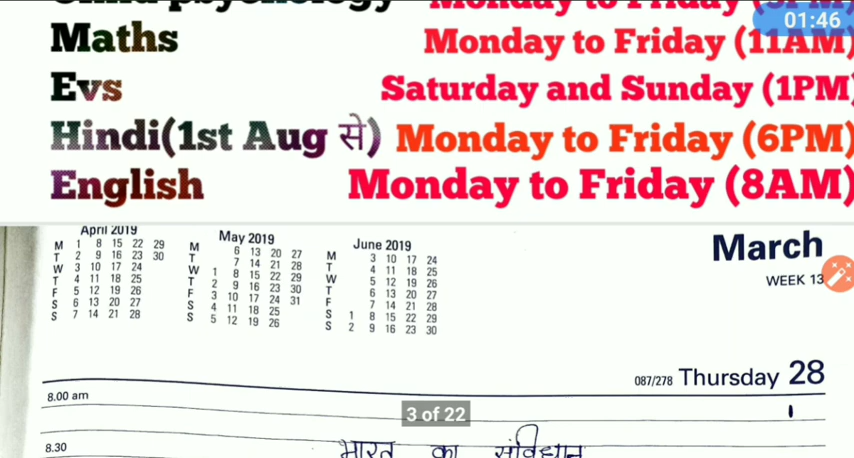 Maths Monday to Friday (11AM)
Evs Saturday and Sunday (1PM)
Hindi(1st Aug से) Monday to Friday (6PM)
English Monday to Friday (8AM)
01:46
April 2019
M 1 8 15 22 29
T 2 9 16 23 30
W 3 10 17 24
T 4 11 18 25
F 5 12 19 26
S 6 13 20 27
S 7 14 21 28
May 2019
M 6 13 20 27
T 7 14 21 28
W 1 8 15 22 29
T 2 9 16 23 30
F 3 10 17 24 31
S 4 11 18 25
S 5 12 19 26
June 2019
M 3 10 17 24
T 4 11 18 25
W 5 12 19 26
T 6 13 20 27
F 7 14 21 28
S 1 8 15 22 29
S 2 9 16 23 30
March
WEEK 13
087/278 Thursday 28
8.00 am
3 of 22
8.30 भारत का संविधान